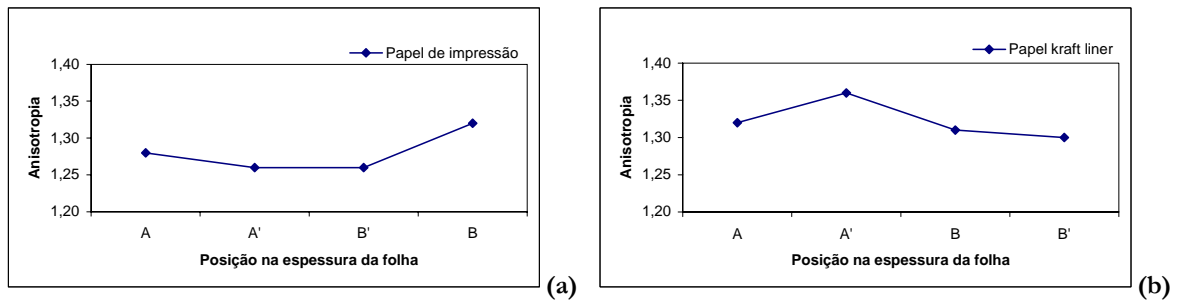 Papel de impressão
1,40
1,35
1,30
1,25
1,20
Anisotropia
A A' B' B
Posição na espessura da folha
(a)
Papel kraft liner
1,40
1,35
1,30
1,25
1,20
Anisotropia
A A' B B'
Posição na espessura da folha
(b)